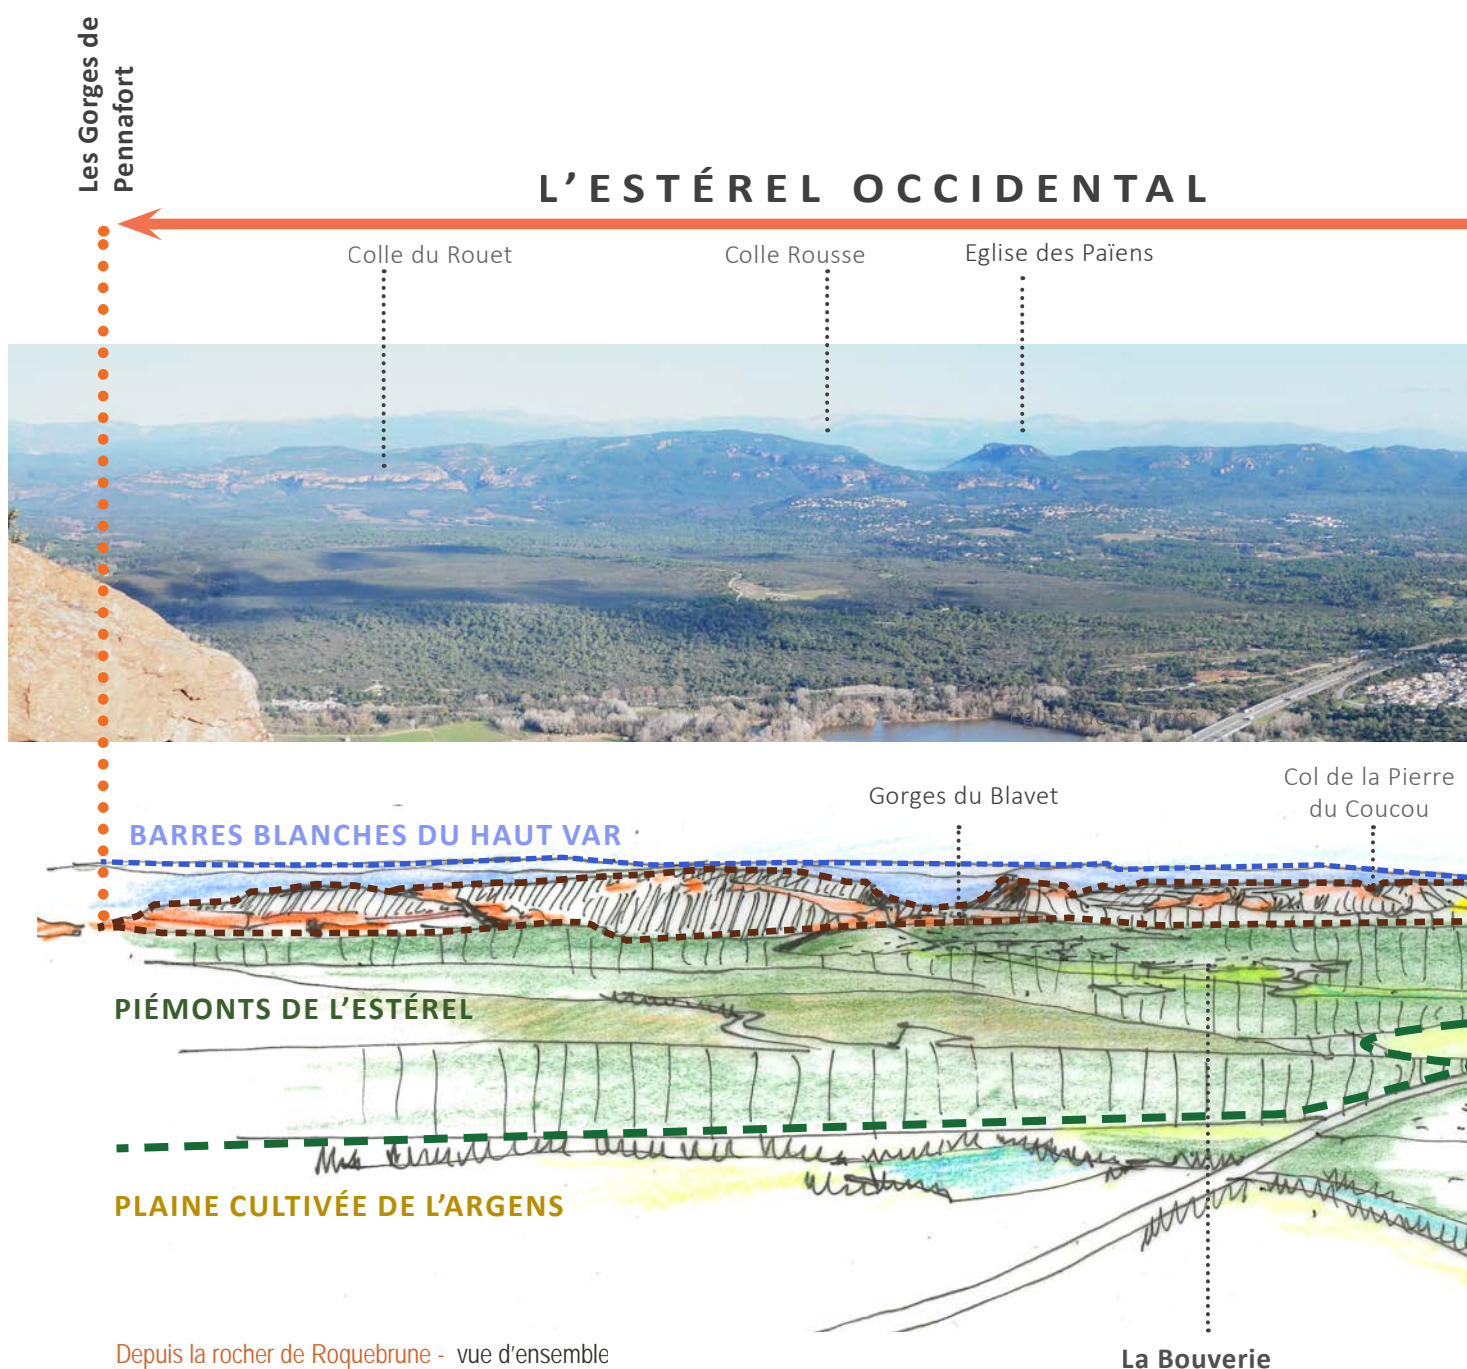 Les Gorges de
Pennafort
L'ESTÉREL OCCIDENTAL
Colle du Rouet
Colle Rousse
Eglise des Païens
Gorges du Blavet
Col de la Pierre
du Coucou
BARRES BLANCHES DU HAUT VAR
PIÉMONTS DE L'ESTÉREL
PLAINE CULTIVÉE DE L'ARGENS
Depuis la rocher de Roquebrune - vue d'ensemble
La Bouverie